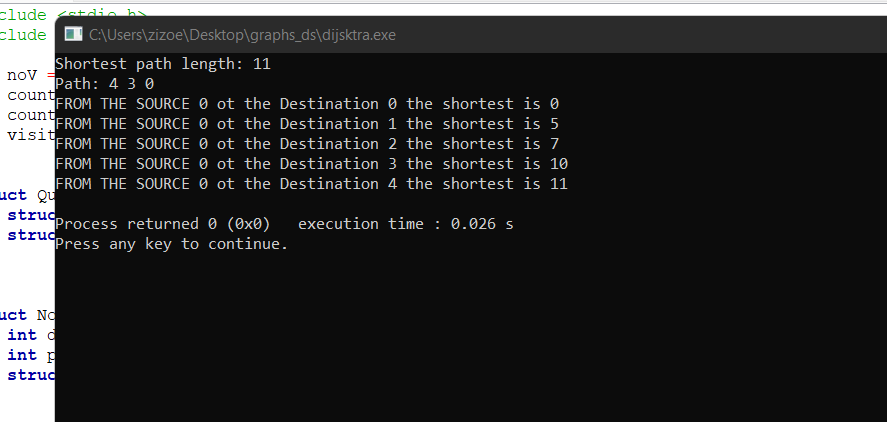 clude <stdio.h>
clude
C:\Users\zizoe\Desktop\graphs_ds\dijsktra.exe
noV =
count
count
visit
uct Qu
struc
struc
uct No
int d
int p
struc
Shortest path length: 11
Path: 4 3 0
FROM THE SOURCE 0 ot the Destination 0 the shortest is 0
FROM THE SOURCE 0 ot the Destination 1 the shortest is 5
FROM THE SOURCE 0 ot the Destination 2 the shortest is 7
FROM THE SOURCE 0 ot the Destination 3 the shortest is 10
FROM THE SOURCE 0 ot the Destination 4 the shortest is 11
Process returned 0 (0x0)   execution time : 0.026 s
Press any key to continue.